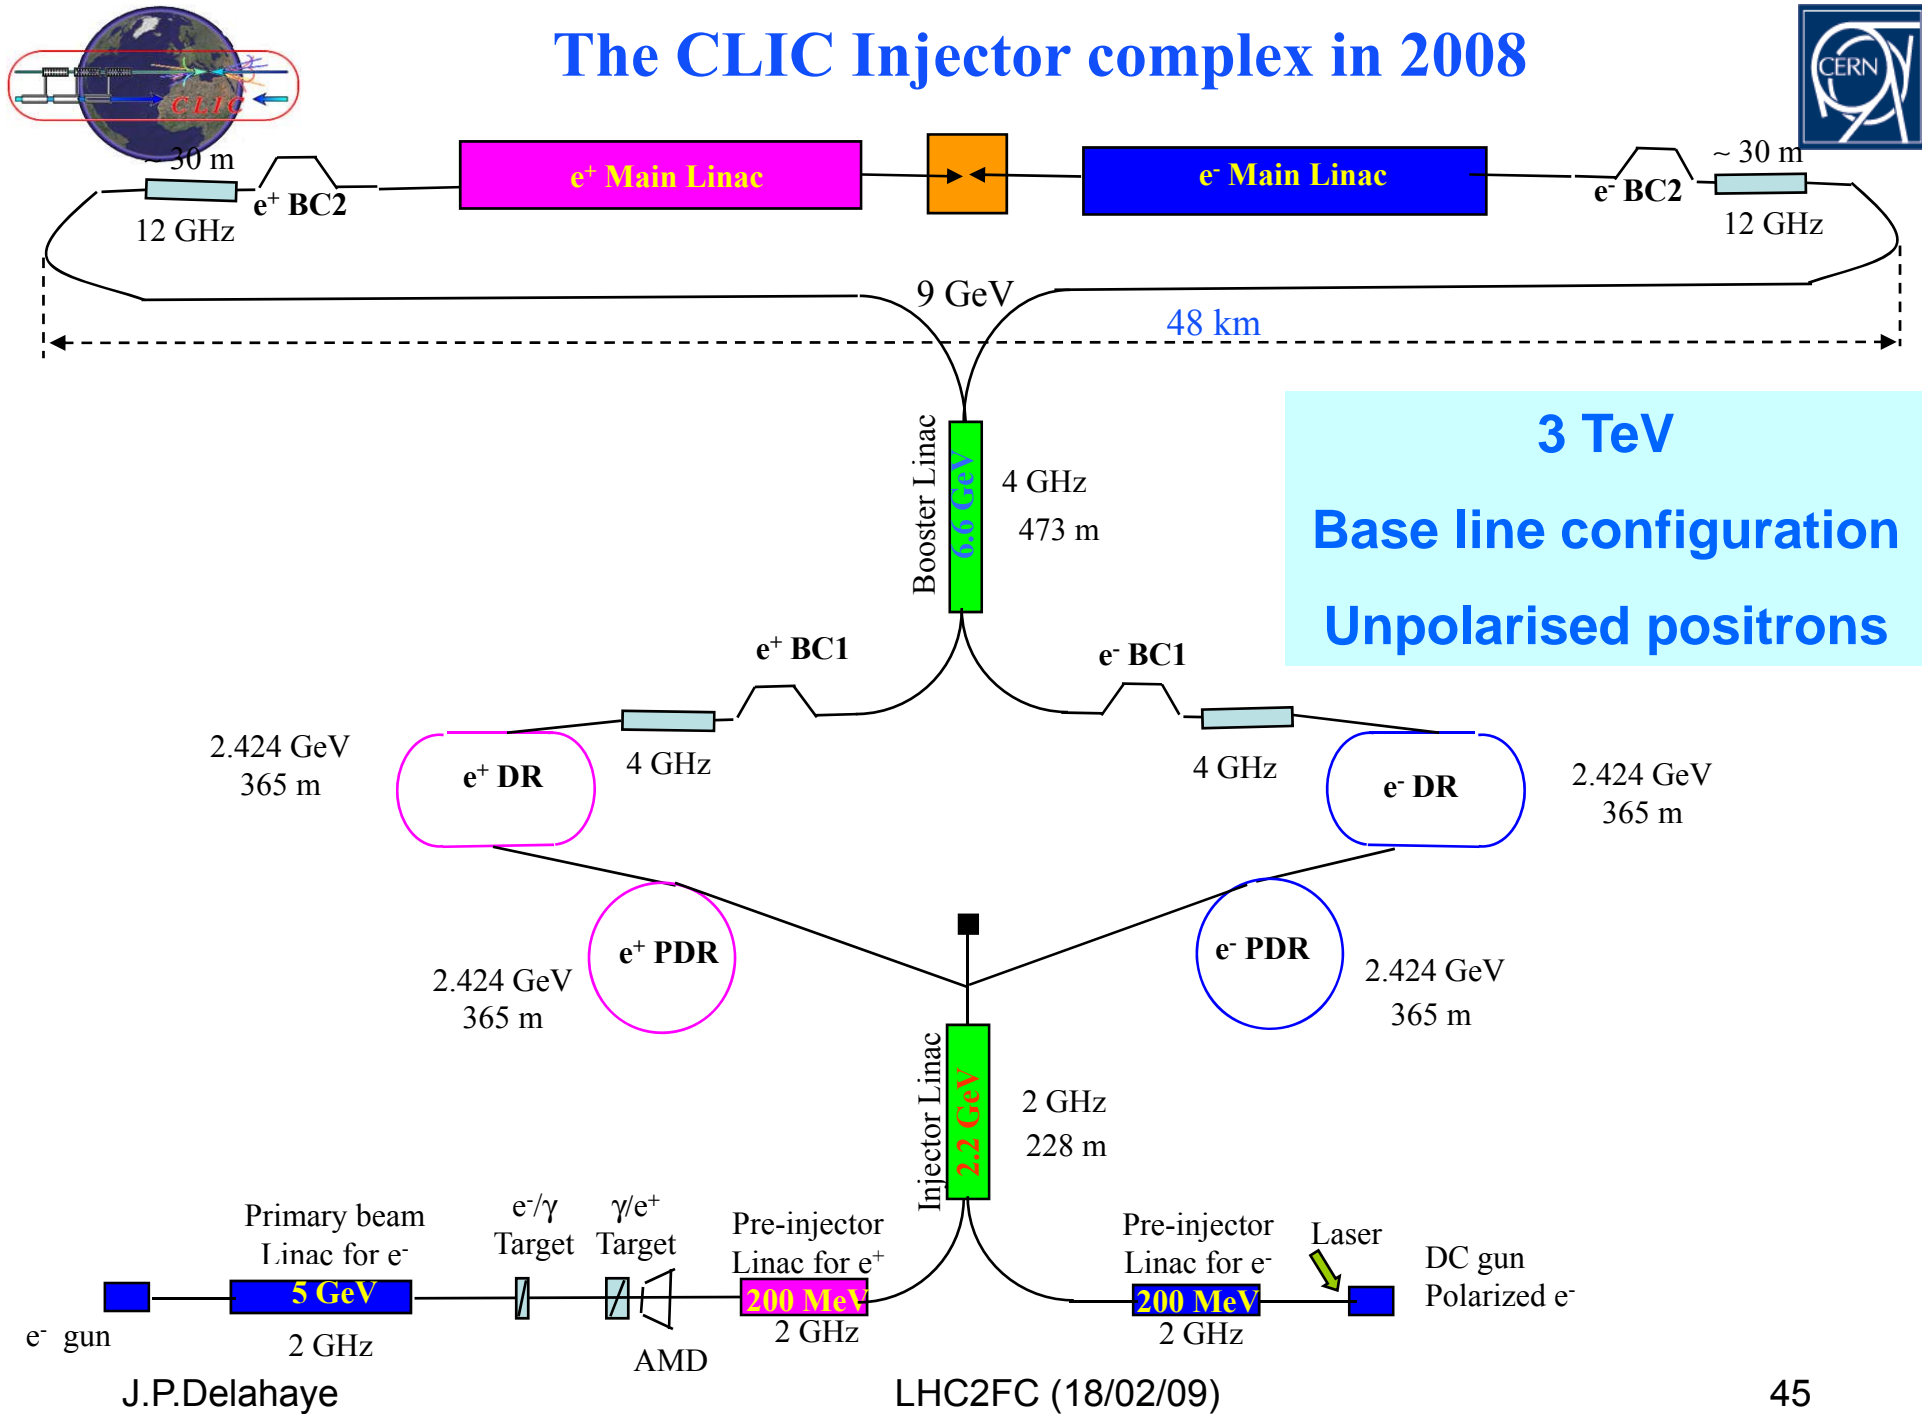 The CLIC Injector complex in 2008
CLIC
CERN
~ 30 m
e⁺ BC2
12 GHz
e⁺ Main Linac
e⁻ Main Linac
~ 30 m
e⁻ BC2
12 GHz
9 GeV
48 km
3 TeV
Base line configuration
Unpolarised positrons
Booster Linac
6.6 GeV
4 GHz
473 m
e⁺ BC1
e⁻ BC1
2.424 GeV
365 m
e⁺ DR
4 GHz
4 GHz
e⁻ DR
2.424 GeV
365 m
e⁺ PDR
2.424 GeV
365 m
e⁻ PDR
2.424 GeV
365 m
Injector Linac
2.2 GeV
2 GHz
228 m
Primary beam
Linac for e⁻
5 GeV
2 GHz
e⁻/γ
Target
γ/e⁺
Target
Pre-injector
Linac for e⁺
200 MeV
2 GHz
Pre-injector
Linac for e⁻
200 MeV
2 GHz
Laser
DC gun
Polarized e⁻
e⁻ gun
AMD
J.P.Delahaye
LHC2FC (18/02/09)
45